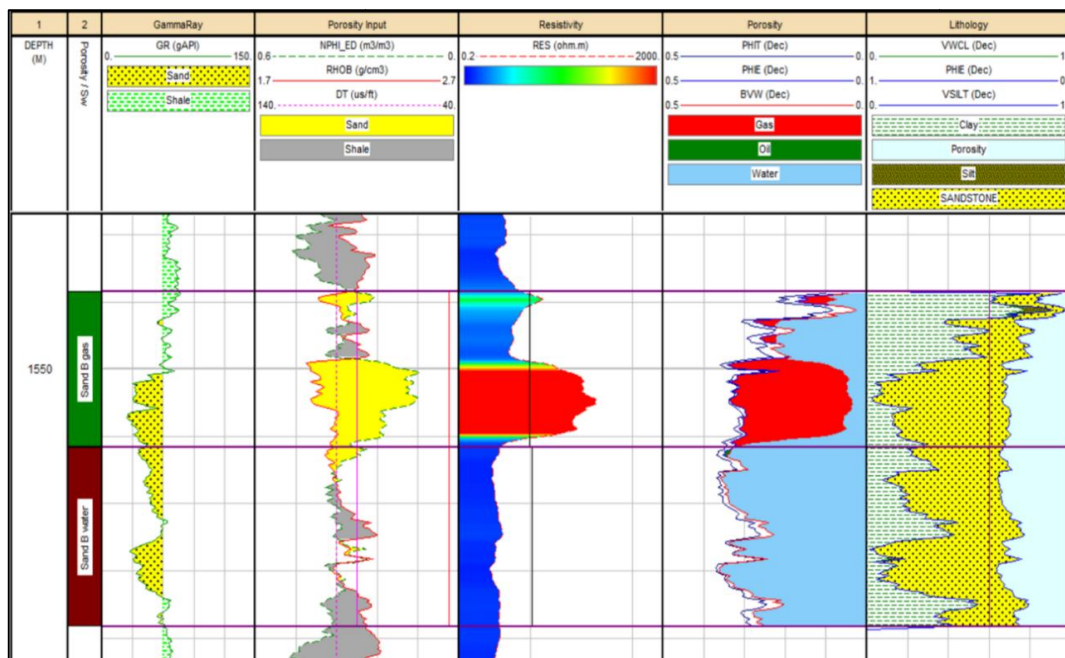 1 2 GammaRay Porosity Input Resistivity Porosity Lithology
DEPTH (M)
Porosity / Sw
GR (gAPI)
0. 150.
Sand
Shale
NPHI_ED (m3/m3)
0.6 0.
RHOB (g/cm3)
1.7 2.7
DT (us/ft)
140. 40.
Sand
Shale
RES (ohm.m)
0.2 2000.
PHIT (Dec)
0.5 0.
PHIE (Dec)
0.5 0.
BVW (Dec)
0.5 0.
Gas
Oil
Water
VWCL (Dec)
0. 1.
PHIE (Dec)
1. 0.
VSILT (Dec)
0. 1.
Clay
Porosity
Silt
SANDSTONE
1550
Sand B gas
Sand B water